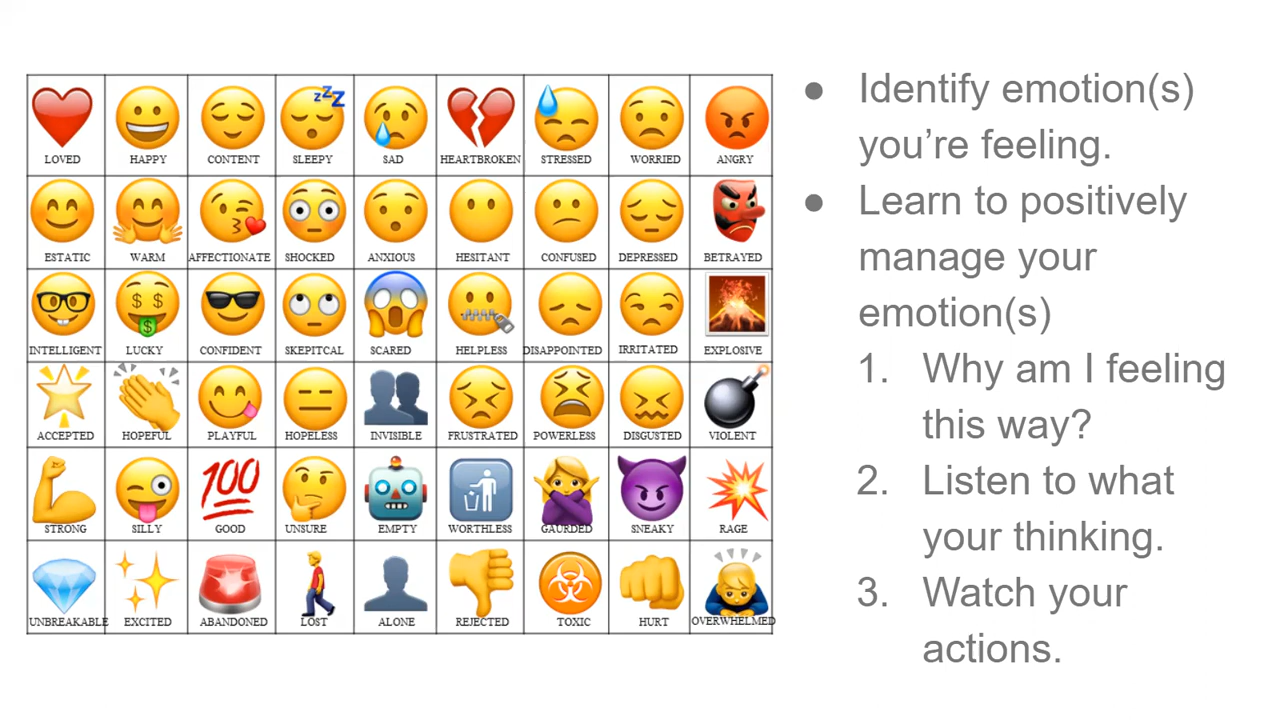 LOVED HAPPY CONTENT SLEEPY SAD HEARTBROKEN STRESSED WORRIED ANGRY
ESTATIC WARM AFFECTIONATE SHOCKED ANXIOUS HESITANT CONFUSED DEPRESSED BETRAYED
INTELLIGENT LUCKY CONFIDENT SKEPITCAL SCARED HELPLESS DISAPPOINTED IRRITATED EXPLOSIVE
ACCEPTED HOPEFUL PLAYFUL HOPELESS INVISIBLE FRUSTRATED POWERLESS DISGUSTED VIOLENT
STRONG SILLY GOOD UNSURE EMPTY WORTHLESS GAURDED SNEAKY RAGE
UNBREAKABLE EXCITED ABANDONED LOST ALONE REJECTED TOXIC HURT OVERWHELMED
● Identify emotion(s)
you’re feeling.
● Learn to positively
manage your
emotion(s)
1. Why am I feeling
this way?
2. Listen to what
your thinking.
3. Watch your
actions.